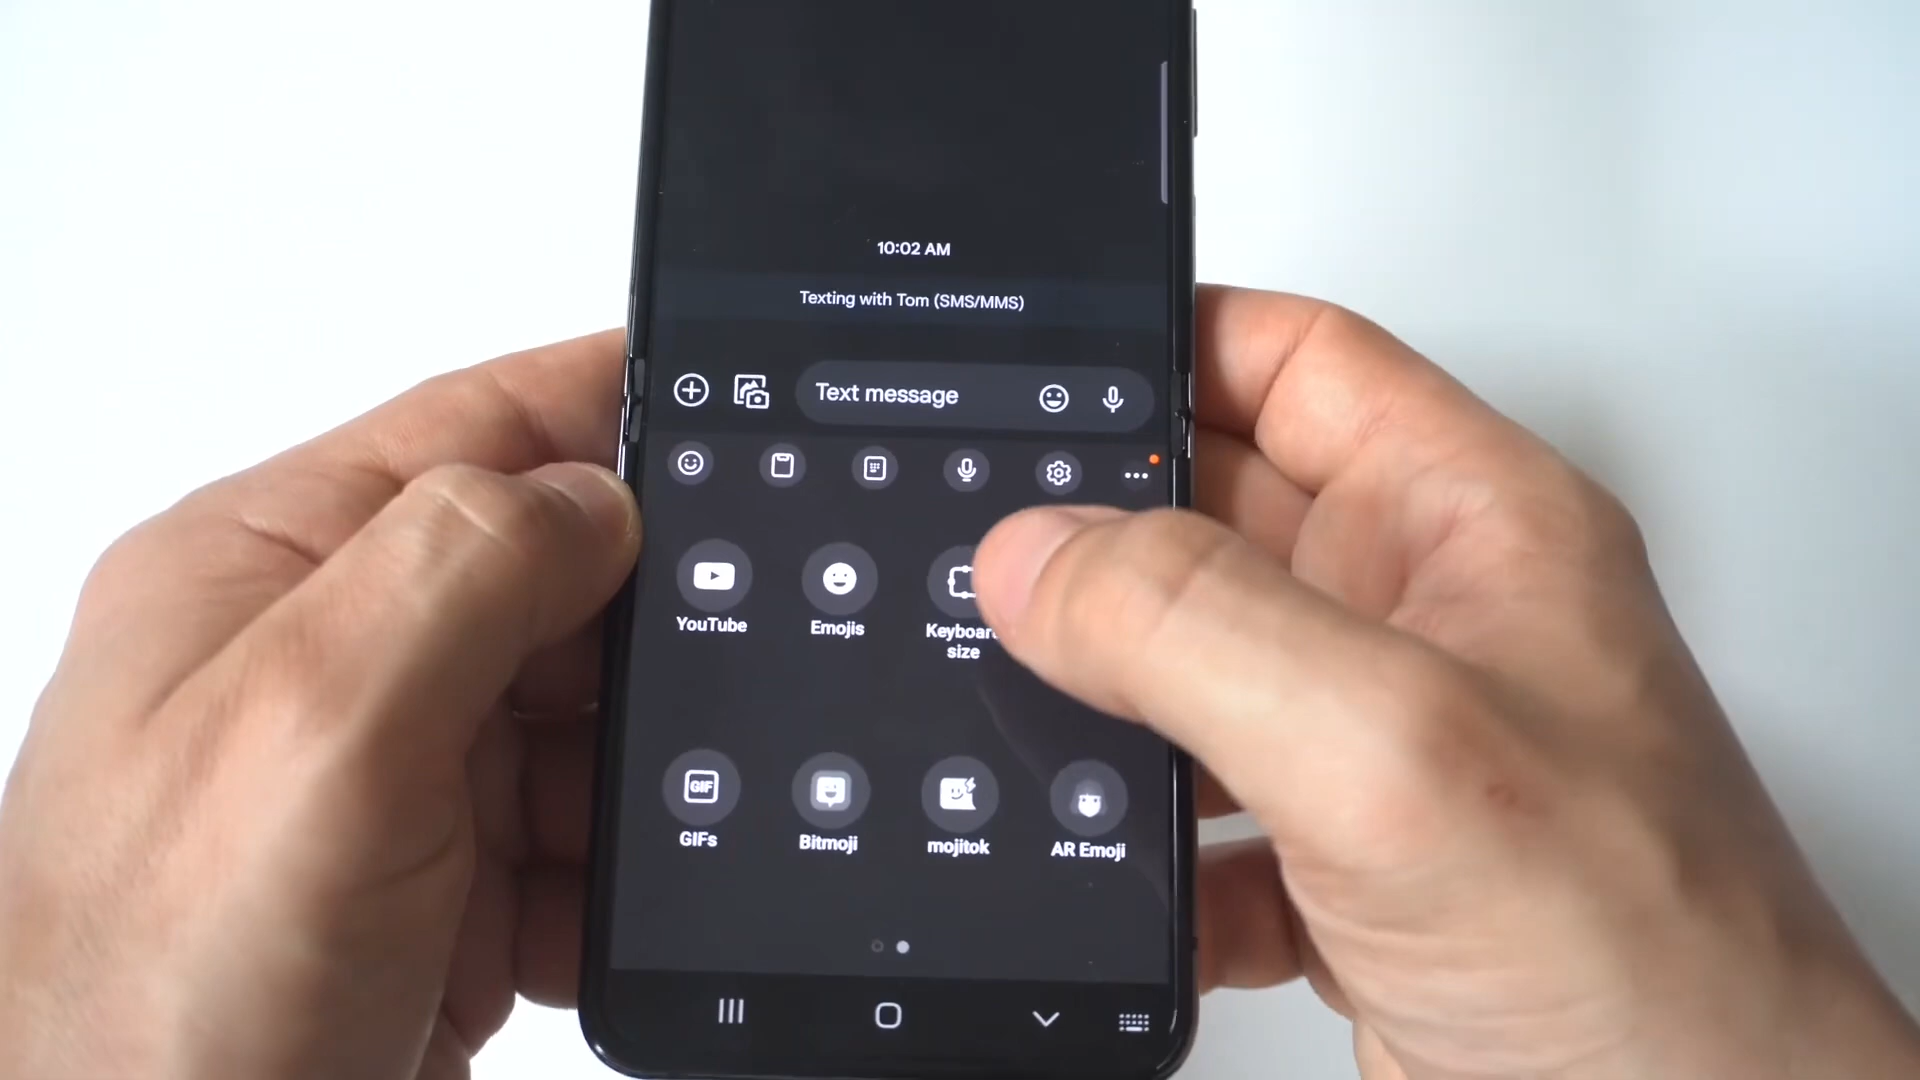 10:02 AM
Texting with Tom (SMS/MMS)
Text message
YouTube
Emojis
size
GIF
GIFs
Bitmoji
mojitok
AR Emoji